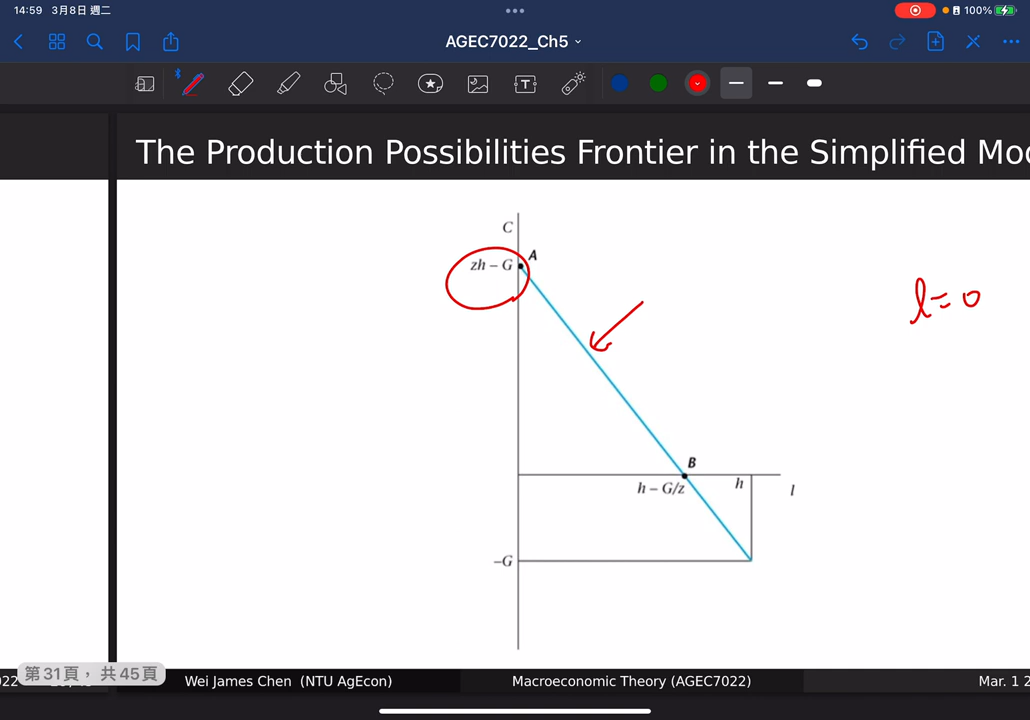 14:59 3月8日 週二
100%
AGEC7022_Ch5
T
The Production Possibilities Frontier in the Simplified Mo
C
A
zh – G
l = 0
B
h – G/z
h
l
–G
第31頁，共45頁
Wei James Chen (NTU AgEcon)
Macroeconomic Theory (AGEC7022)
Mar. 1 2